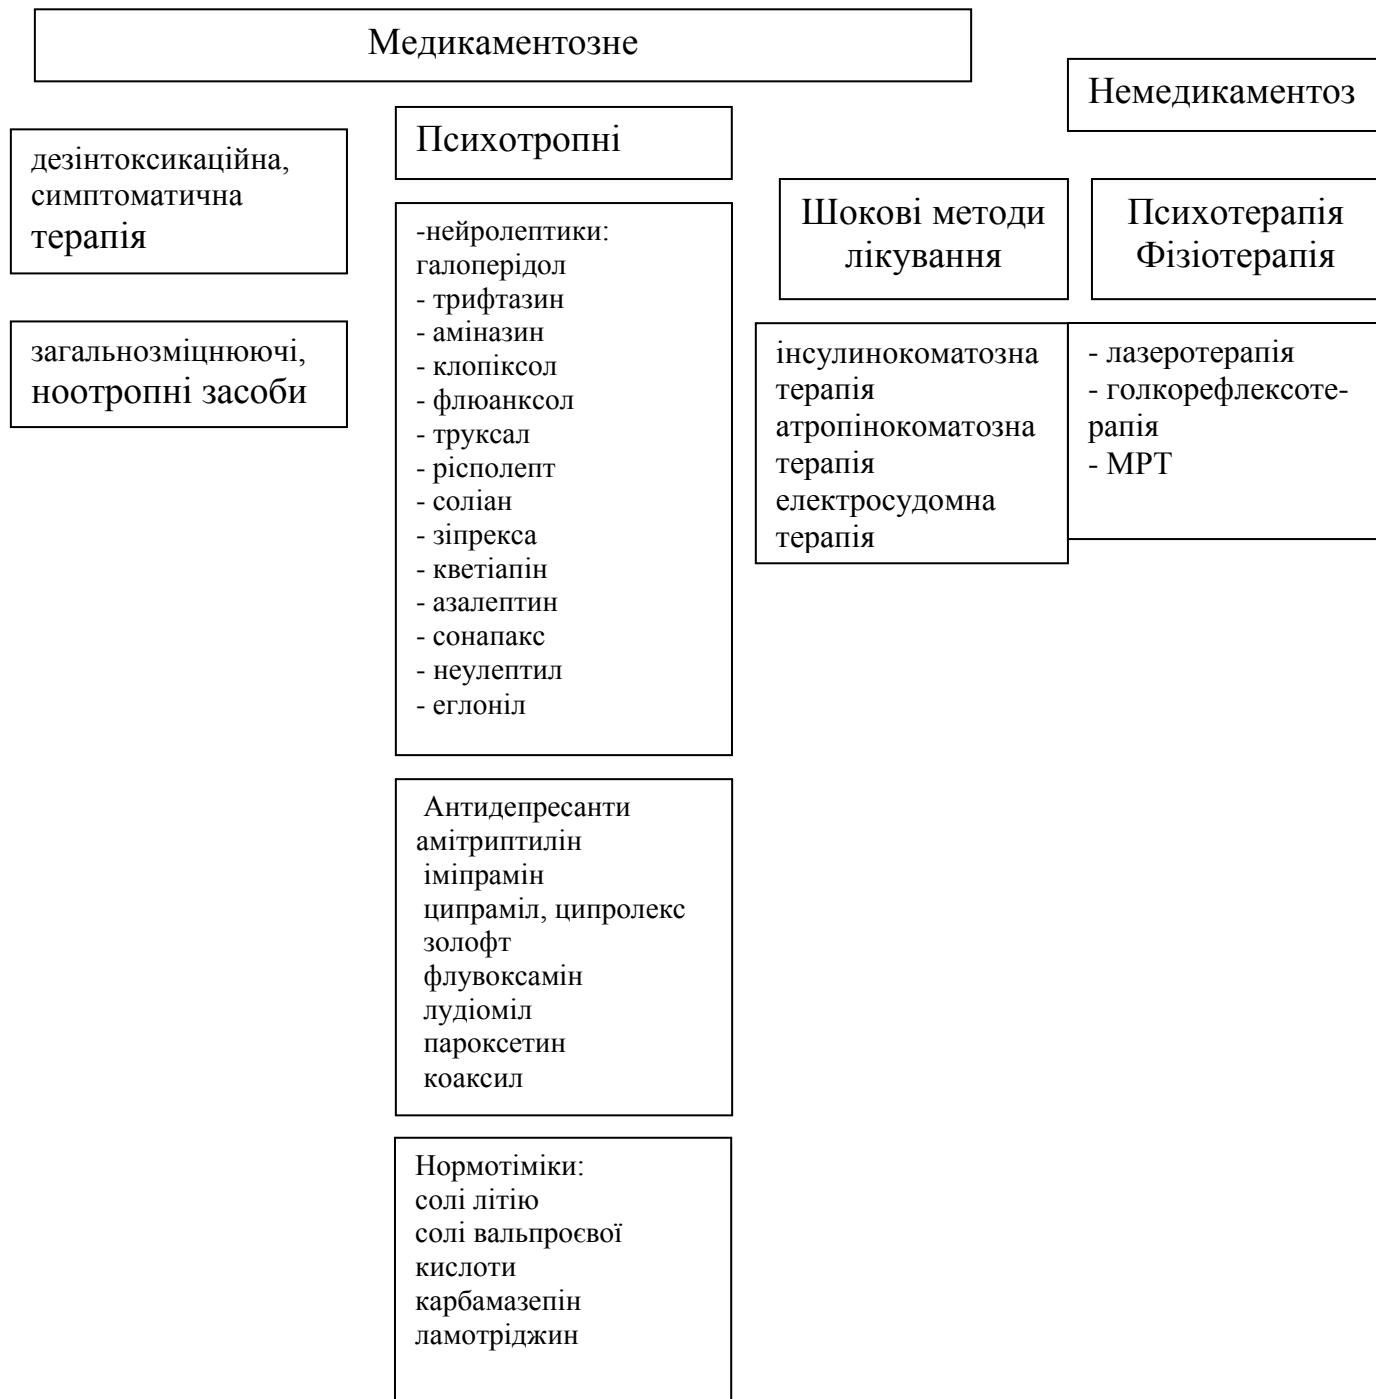 Медикаментозне
Немедикаментоз
дезінтоксикаційна,
симптоматична
терапія
загальнозміцнюючі,
ноотропні засоби
Психотропні
-нейролептики:
галоперідол
- трифтазин
- аміназин
- клопіксол
- флюанксол
- труксал
- рісполепт
- соліан
- зіпрекса
- кветіапін
- азалептин
- сонапакс
- неулептил
- еглоніл
Антидепресанти
амітриптилін
іміпрамін
ципраміл, ципролекс
золофт
флувоксамін
лудіоміл
пароксетин
коаксил
Нормотіміки:
солі літію
солі вальпроєвої
кислоти
карбамазепін
ламотріджин
Шокові методи
лікування
інсулинокоматозна
терапія
атропінокоматозна
терапія
електросудомна
терапія
Психотерапія
Фізіотерапія
- лазеротерапія
- голкорефлексоте-
рапія
- МРТ